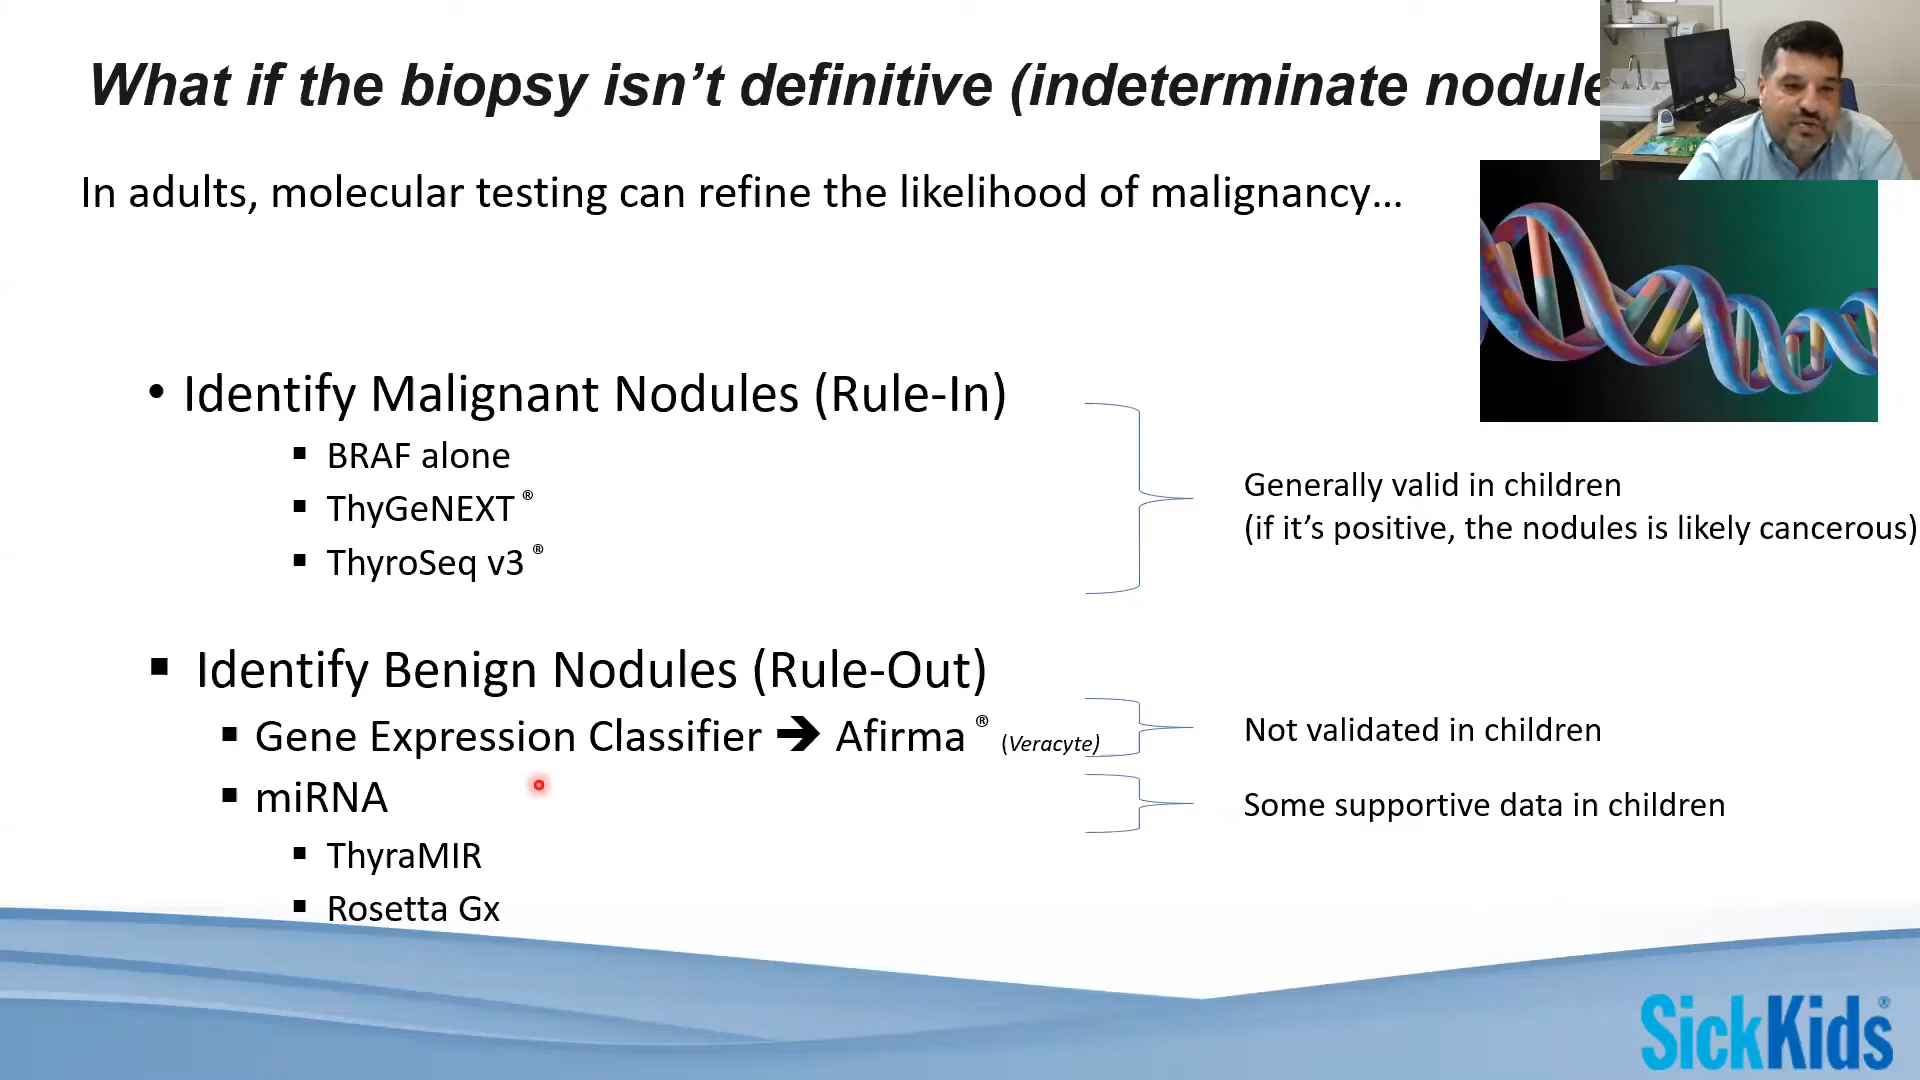 What if the biopsy isn’t definitive (indeterminate nodule
In adults, molecular testing can refine the likelihood of malignancy...
• Identify Malignant Nodules (Rule-In)
▪ BRAF alone
▪ ThyGeNEXT ®
▪ ThyroSeq v3 ®
Generally valid in children
(if it’s positive, the nodules is likely cancerous)
▪ Identify Benign Nodules (Rule-Out)
▪ Gene Expression Classifier ➔ Afirma ® (Veracyte)
Not validated in children
▪ miRNA
Some supportive data in children
▪ ThyraMIR
▪ Rosetta Gx
SickKids®